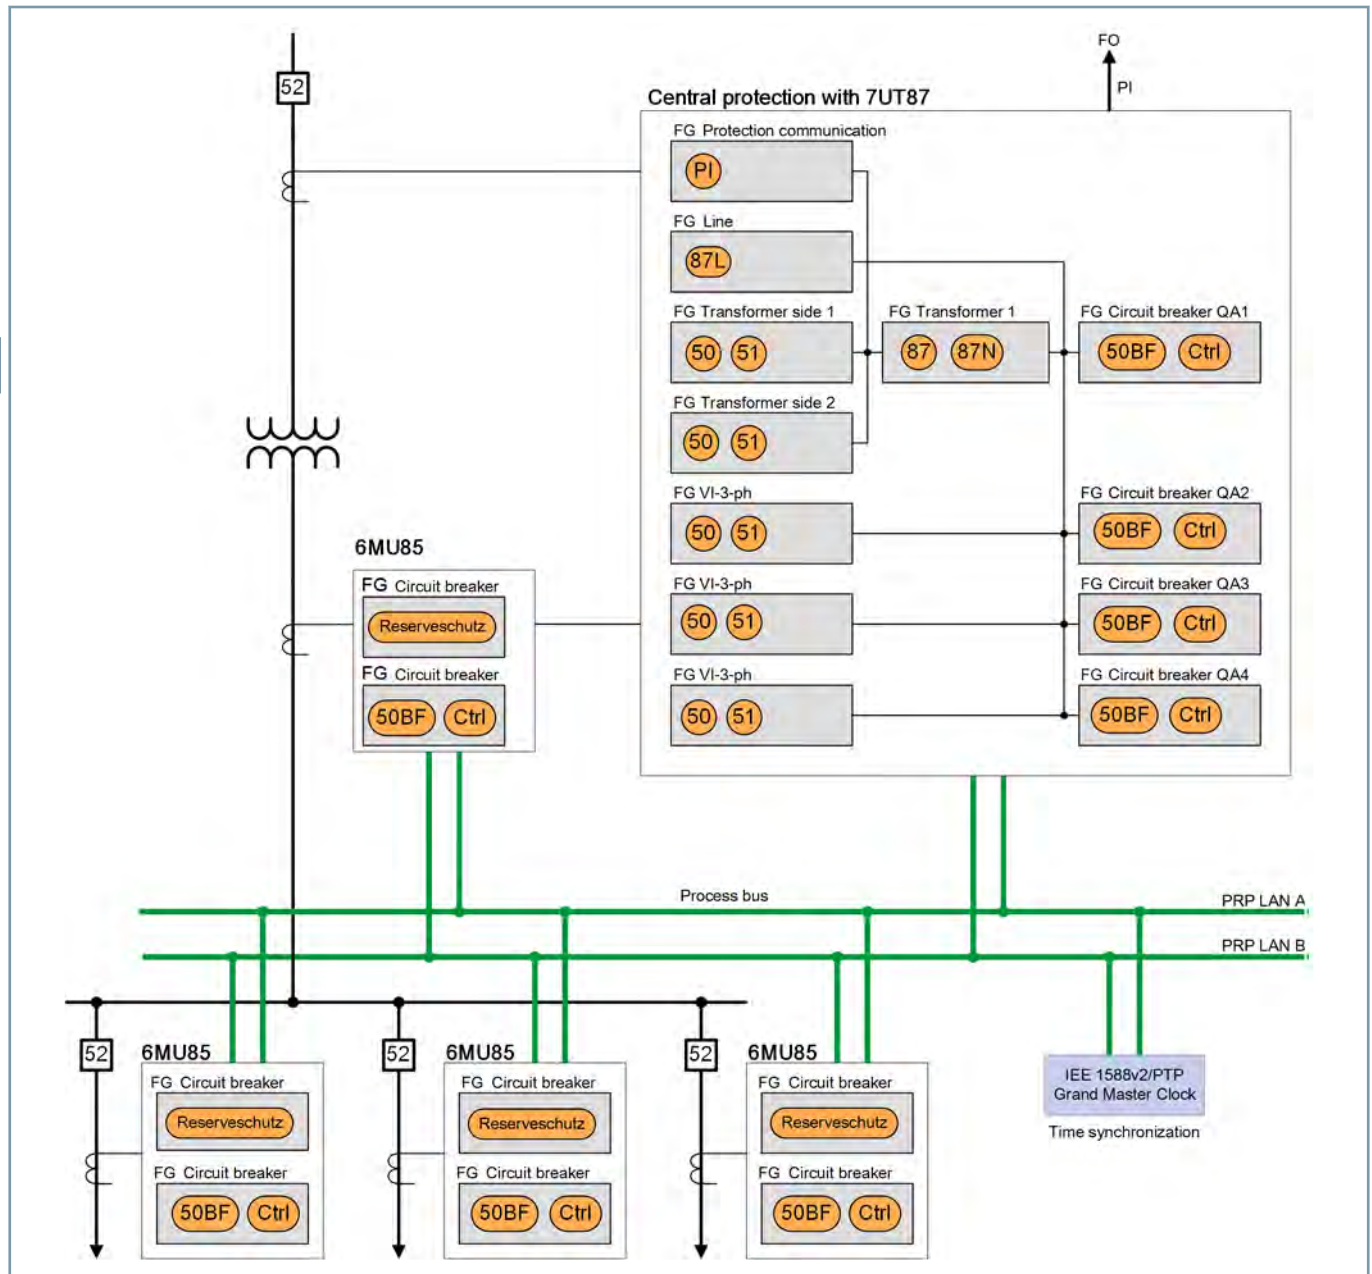 FO
PI
52
Central protection with 7UT87
FG Protection communication
PI
FG Line
87L
FG Transformer side 1
50 51
FG Transformer 1
87 87N
FG Circuit breaker QA1
50BF Ctrl
FG Transformer side 2
50 51
FG VI-3-ph
50 51
FG Circuit breaker QA2
50BF Ctrl
FG VI-3-ph
50 51
FG Circuit breaker QA3
50BF Ctrl
FG VI-3-ph
50 51
FG Circuit breaker QA4
50BF Ctrl
6MU85
FG Circuit breaker
Reserveschutz
FG Circuit breaker
50BF Ctrl
Process bus
PRP LAN A
PRP LAN B
52
6MU85
FG Circuit breaker
Reserveschutz
FG Circuit breaker
50BF Ctrl
52
6MU85
FG Circuit breaker
Reserveschutz
FG Circuit breaker
50BF Ctrl
52
6MU85
FG Circuit breaker
Reserveschutz
FG Circuit breaker
50BF Ctrl
IEE 1588v2/PTP
Grand Master Clock
Time synchronization